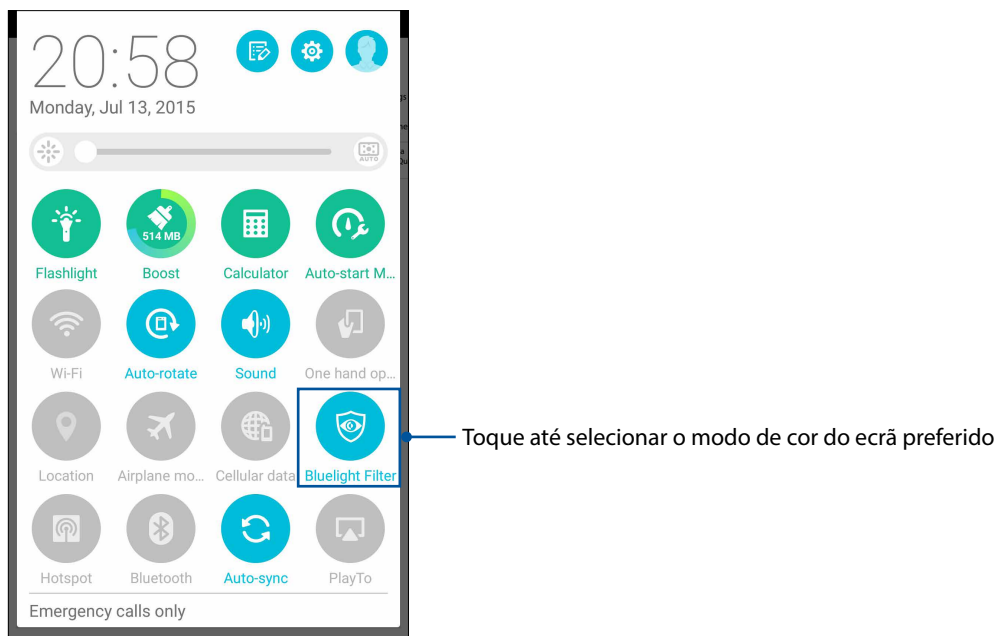 20:58
Monday, Jul 13, 2015
AUTO
514 MB
Flashlight Boost Calculator Auto-start M...
Wi-Fi Auto-rotate Sound One hand op...
Toque até selecionar o modo de cor do ecrã preferido
Location Airplane mo... Cellular data Bluelight Filter
Hotspot Bluetooth Auto-sync PlayTo
Emergency calls only